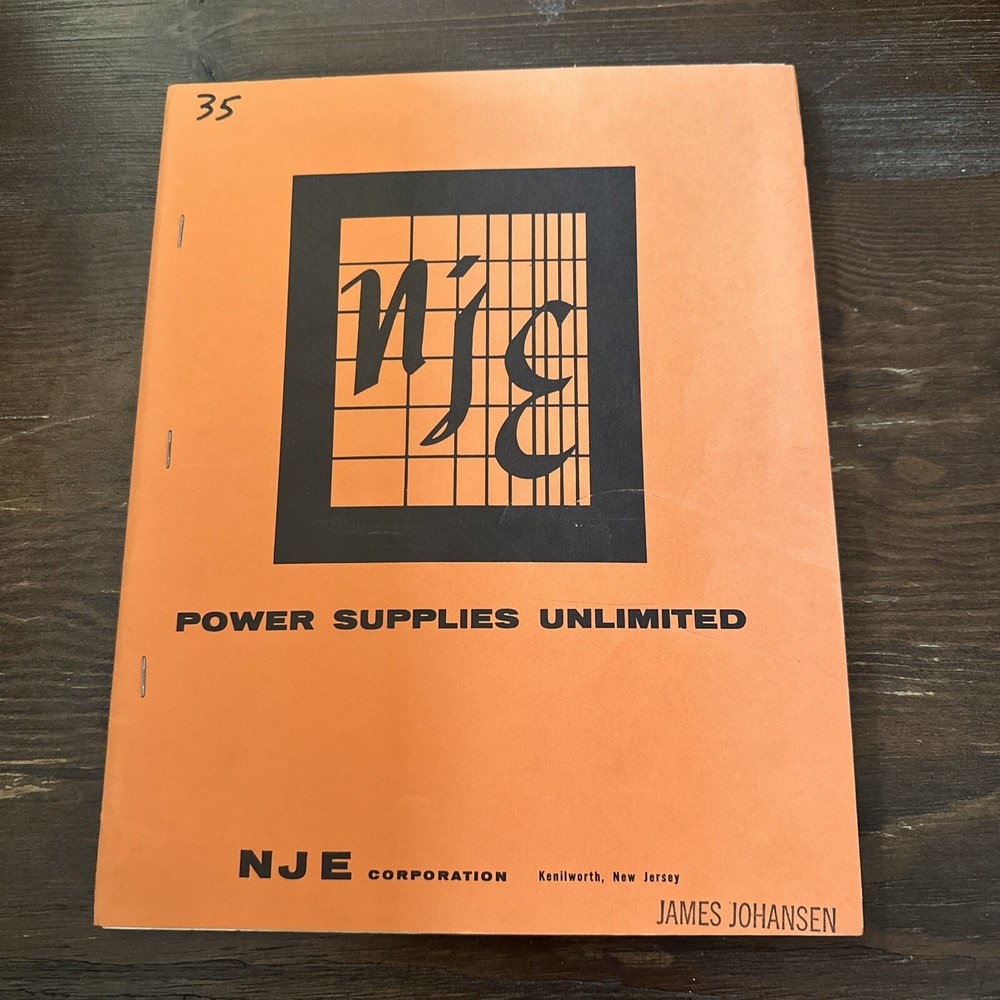 35
NJE
POWER SUPPLIES UNLIMITED
NJE CORPORATION Kenilworth, New Jersey
JAMES JOHANSEN